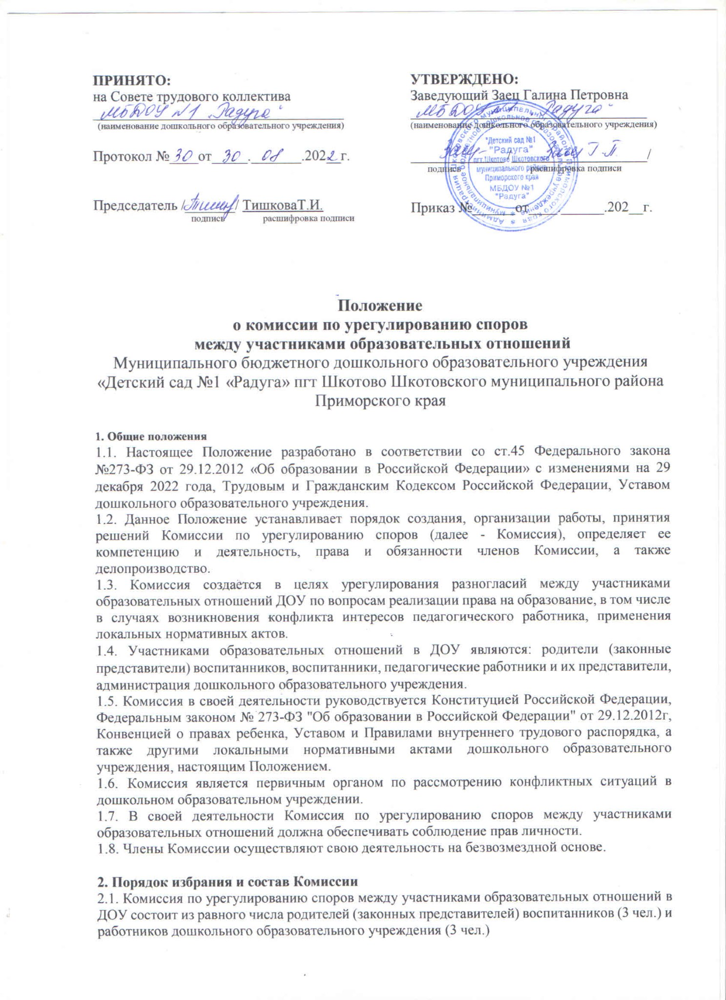 ПРИНЯТО:
на Совете трудового коллектива
МБДОУ №1 „Радуга“
(наименование дошкольного образовательного учреждения)
Протокол № 30 от 30 . 08 .2022 г.
Председатель / / ТишковаТ.И.
подпись расшифровка подписи
УТВЕРЖДЕНО:
Заведующий Заец Галина Петровна
МБДОУ №1 „Радуга“
(наименование дошкольного образовательного учреждения)
Заец / Заец Г.П. /
подпись расшифровка подписи
Приказ №______от____.______.202__г.
"Детский сад №1
"Радуга"
пгт.Шкотово Шкотовского
муниципального района
Приморского края
МБДОУ №1
"Радуга"
Положение
о комиссии по урегулированию споров
между участниками образовательных отношений
Муниципального бюджетного дошкольного образовательного учреждения
«Детский сад №1 «Радуга» пгт Шкотово Шкотовского муниципального района
Приморского края
1. Общие положения
1.1. Настоящее Положение разработано в соответствии со ст.45 Федерального закона
№273-ФЗ от 29.12.2012 «Об образовании в Российской Федерации» с изменениями на 29
декабря 2022 года, Трудовым и Гражданским Кодексом Российской Федерации, Уставом
дошкольного образовательного учреждения.
1.2. Данное Положение устанавливает порядок создания, организации работы, принятия
решений Комиссии по урегулированию споров (далее - Комиссия), определяет ее
компетенцию и деятельность, права и обязанности членов Комиссии, а также
делопроизводство.
1.3. Комиссия создаётся в целях урегулирования разногласий между участниками
образовательных отношений ДОУ по вопросам реализации права на образование, в том числе
в случаях возникновения конфликта интересов педагогического работника, применения
локальных нормативных актов.
1.4. Участниками образовательных отношений в ДОУ являются: родители (законные
представители) воспитанников, воспитанники, педагогические работники и их представители,
администрация дошкольного образовательного учреждения.
1.5. Комиссия в своей деятельности руководствуется Конституцией Российской Федерации,
Федеральным законом № 273-ФЗ "Об образовании в Российской Федерации" от 29.12.2012г,
Конвенцией о правах ребенка, Уставом и Правилами внутреннего трудового распорядка, а
также другими локальными нормативными актами дошкольного образовательного
учреждения, настоящим Положением.
1.6. Комиссия является первичным органом по рассмотрению конфликтных ситуаций в
дошкольном образовательном учреждении.
1.7. В своей деятельности Комиссия по урегулированию споров между участниками
образовательных отношений должна обеспечивать соблюдение прав личности.
1.8. Члены Комиссии осуществляют свою деятельность на безвозмездной основе.
2. Порядок избрания и состав Комиссии
2.1. Комиссия по урегулированию споров между участниками образовательных отношений в
ДОУ состоит из равного числа родителей (законных представителей) воспитанников (3 чел.) и
работников дошкольного образовательного учреждения (3 чел.)